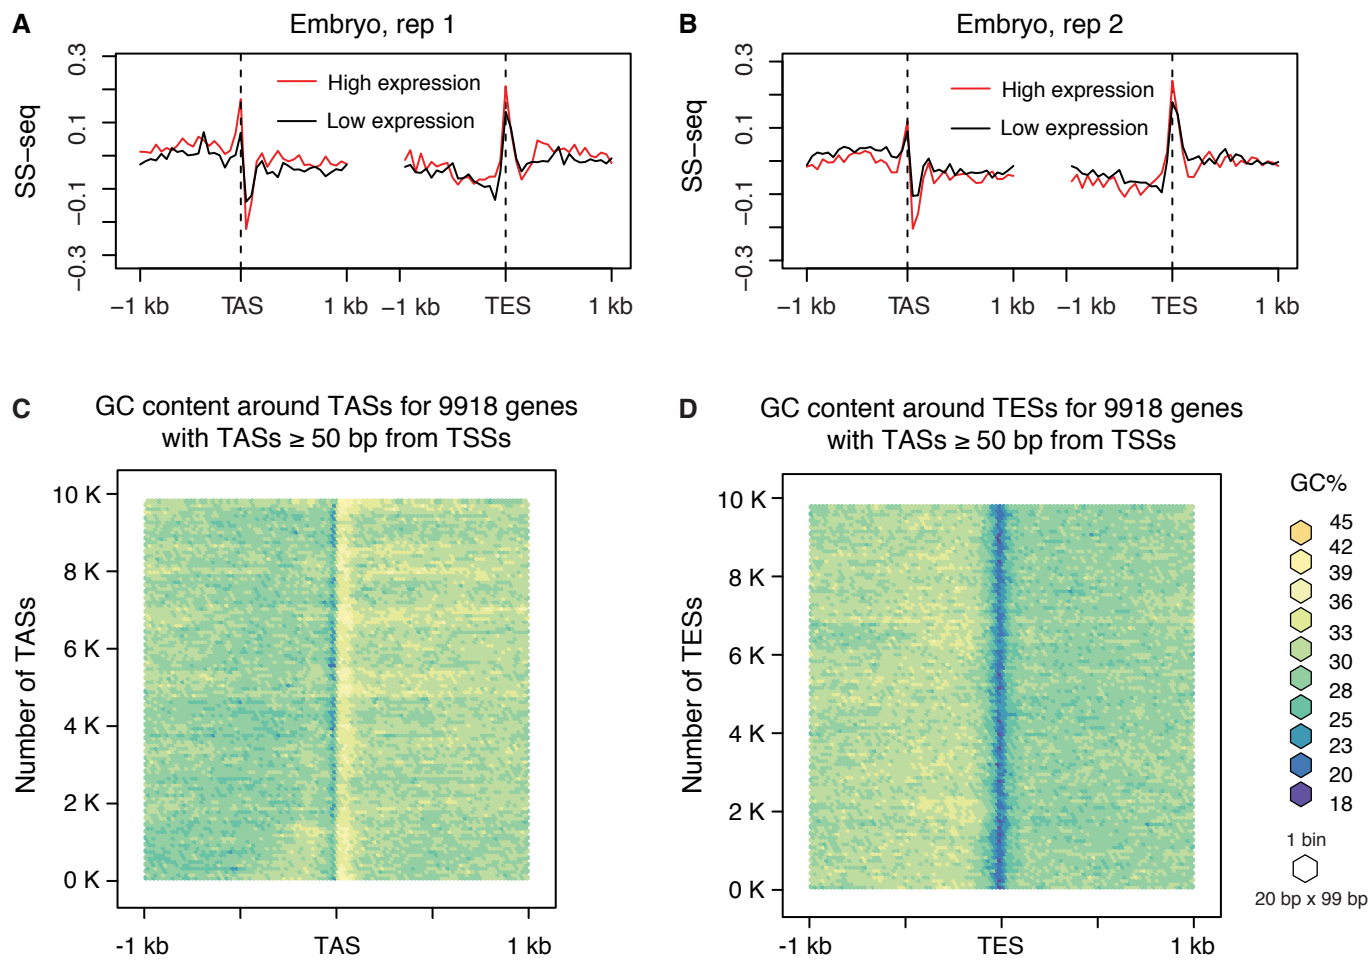 A
Embryo, rep 1
SS−seq
0.3
0.1
−0.1
−0.3
High expression
Low expression
−1 kb
TAS
1 kb
−1 kb
TES
1 kb
B
Embryo, rep 2
SS−seq
0.3
0.1
−0.1
−0.3
High expression
Low expression
−1 kb
TAS
1 kb
−1 kb
TES
1 kb
C
GC content around TASs for 9918 genes
with TASs ≥ 50 bp from TSSs
Number of TASs
10 K
8 K
6 K
4 K
2 K
0 K
-1 kb
TAS
1 kb
D
GC content around TESs for 9918 genes
with TASs ≥ 50 bp from TSSs
Number of TESs
10 K
8 K
6 K
4 K
2 K
0 K
-1 kb
TES
1 kb
GC%
45
42
39
36
33
30
28
25
23
20
18
1 bin
20 bp x 99 bp